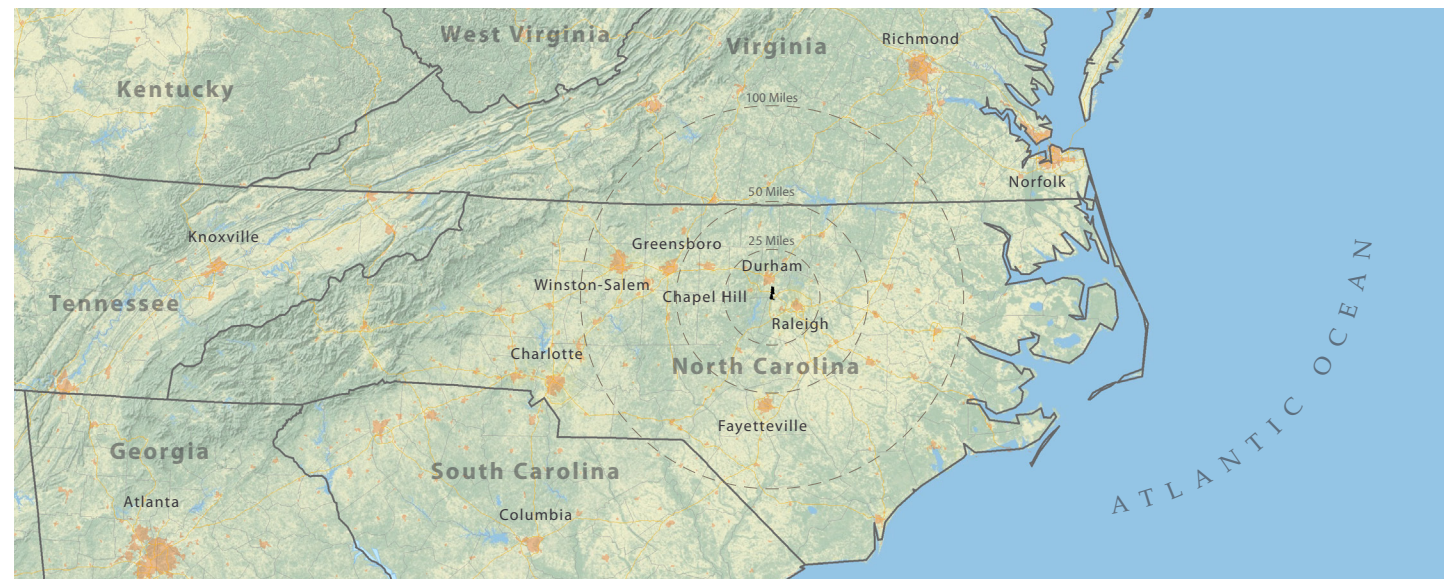 West Virginia
Virginia
Richmond
Kentucky
100 Miles
Norfolk
50 Miles
Knoxville
Greensboro
25 Miles
Durham
Winston-Salem
Chapel Hill
Tennessee
Raleigh
Charlotte
North Carolina
Fayetteville
Georgia
South Carolina
Atlanta
Columbia
ATLANTIC OCEAN